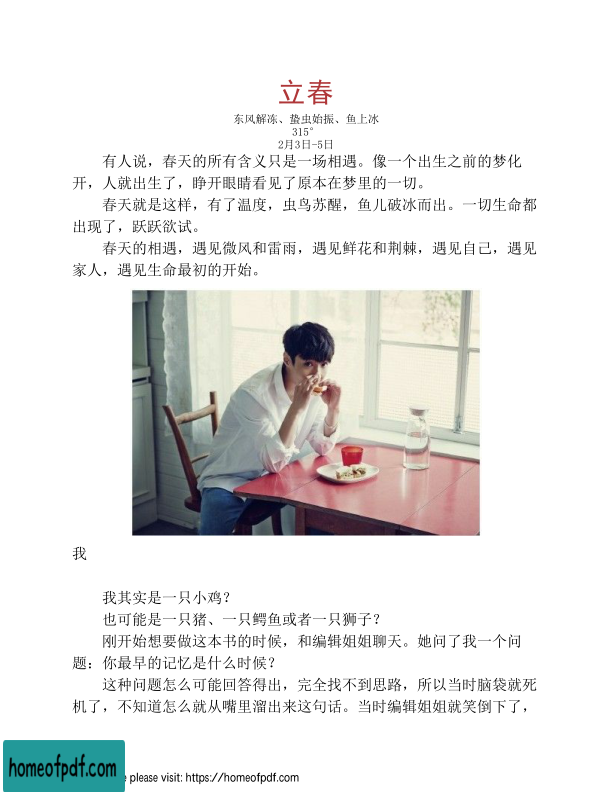 立春
东风解冻、蛰虫始振、鱼上冰
315°
2月3日-5日
有人说，春天的所有含义只是一场相遇。像一个出生之前的梦化
开，人就出生了，睁开眼睛看见了原本在梦里的一切。
春天就是这样，有了温度，虫鸟苏醒，鱼儿破冰而出。一切生命都
出现了，跃跃欲试。
春天的相遇，遇见微风和雷雨，遇见鲜花和荆棘，遇见自己，遇见
家人，遇见生命最初的开始。
我
我其实是一只小鸡？
也可能是一只猪、一只鳄鱼或者一只狮子？
刚开始想要做这本书的时候，和编辑姐姐聊天。她问了我一个问
题：你最早的记忆是什么时候？
这种问题怎么可能回答得出，完全找不到思路，所以当时脑袋就死
机了，不知道怎么就从嘴里溜出来这句话。当时编辑姐姐就笑倒下了，
homeofpdf.com
e please visit: https://homeofpdf.com